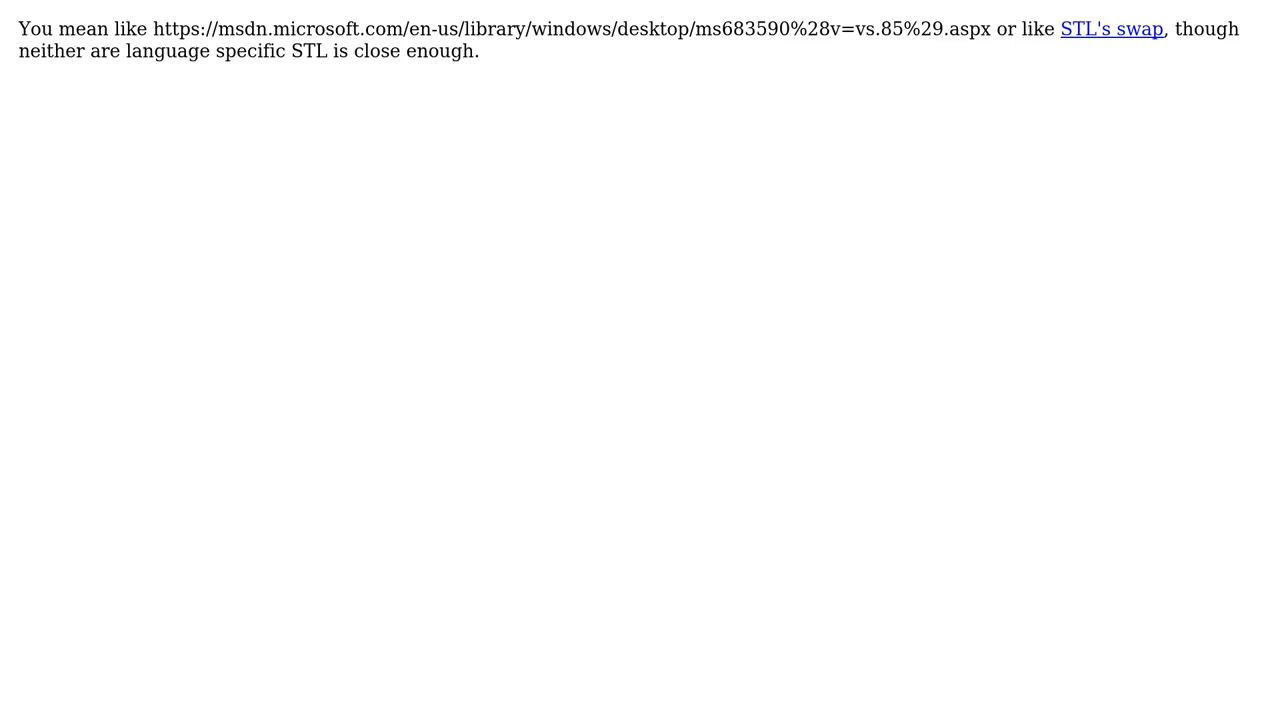 You mean like https://msdn.microsoft.com/en-us/library/windows/desktop/ms683590%28v=vs.85%29.aspx or like STL's swap, though
neither are language specific STL is close enough.